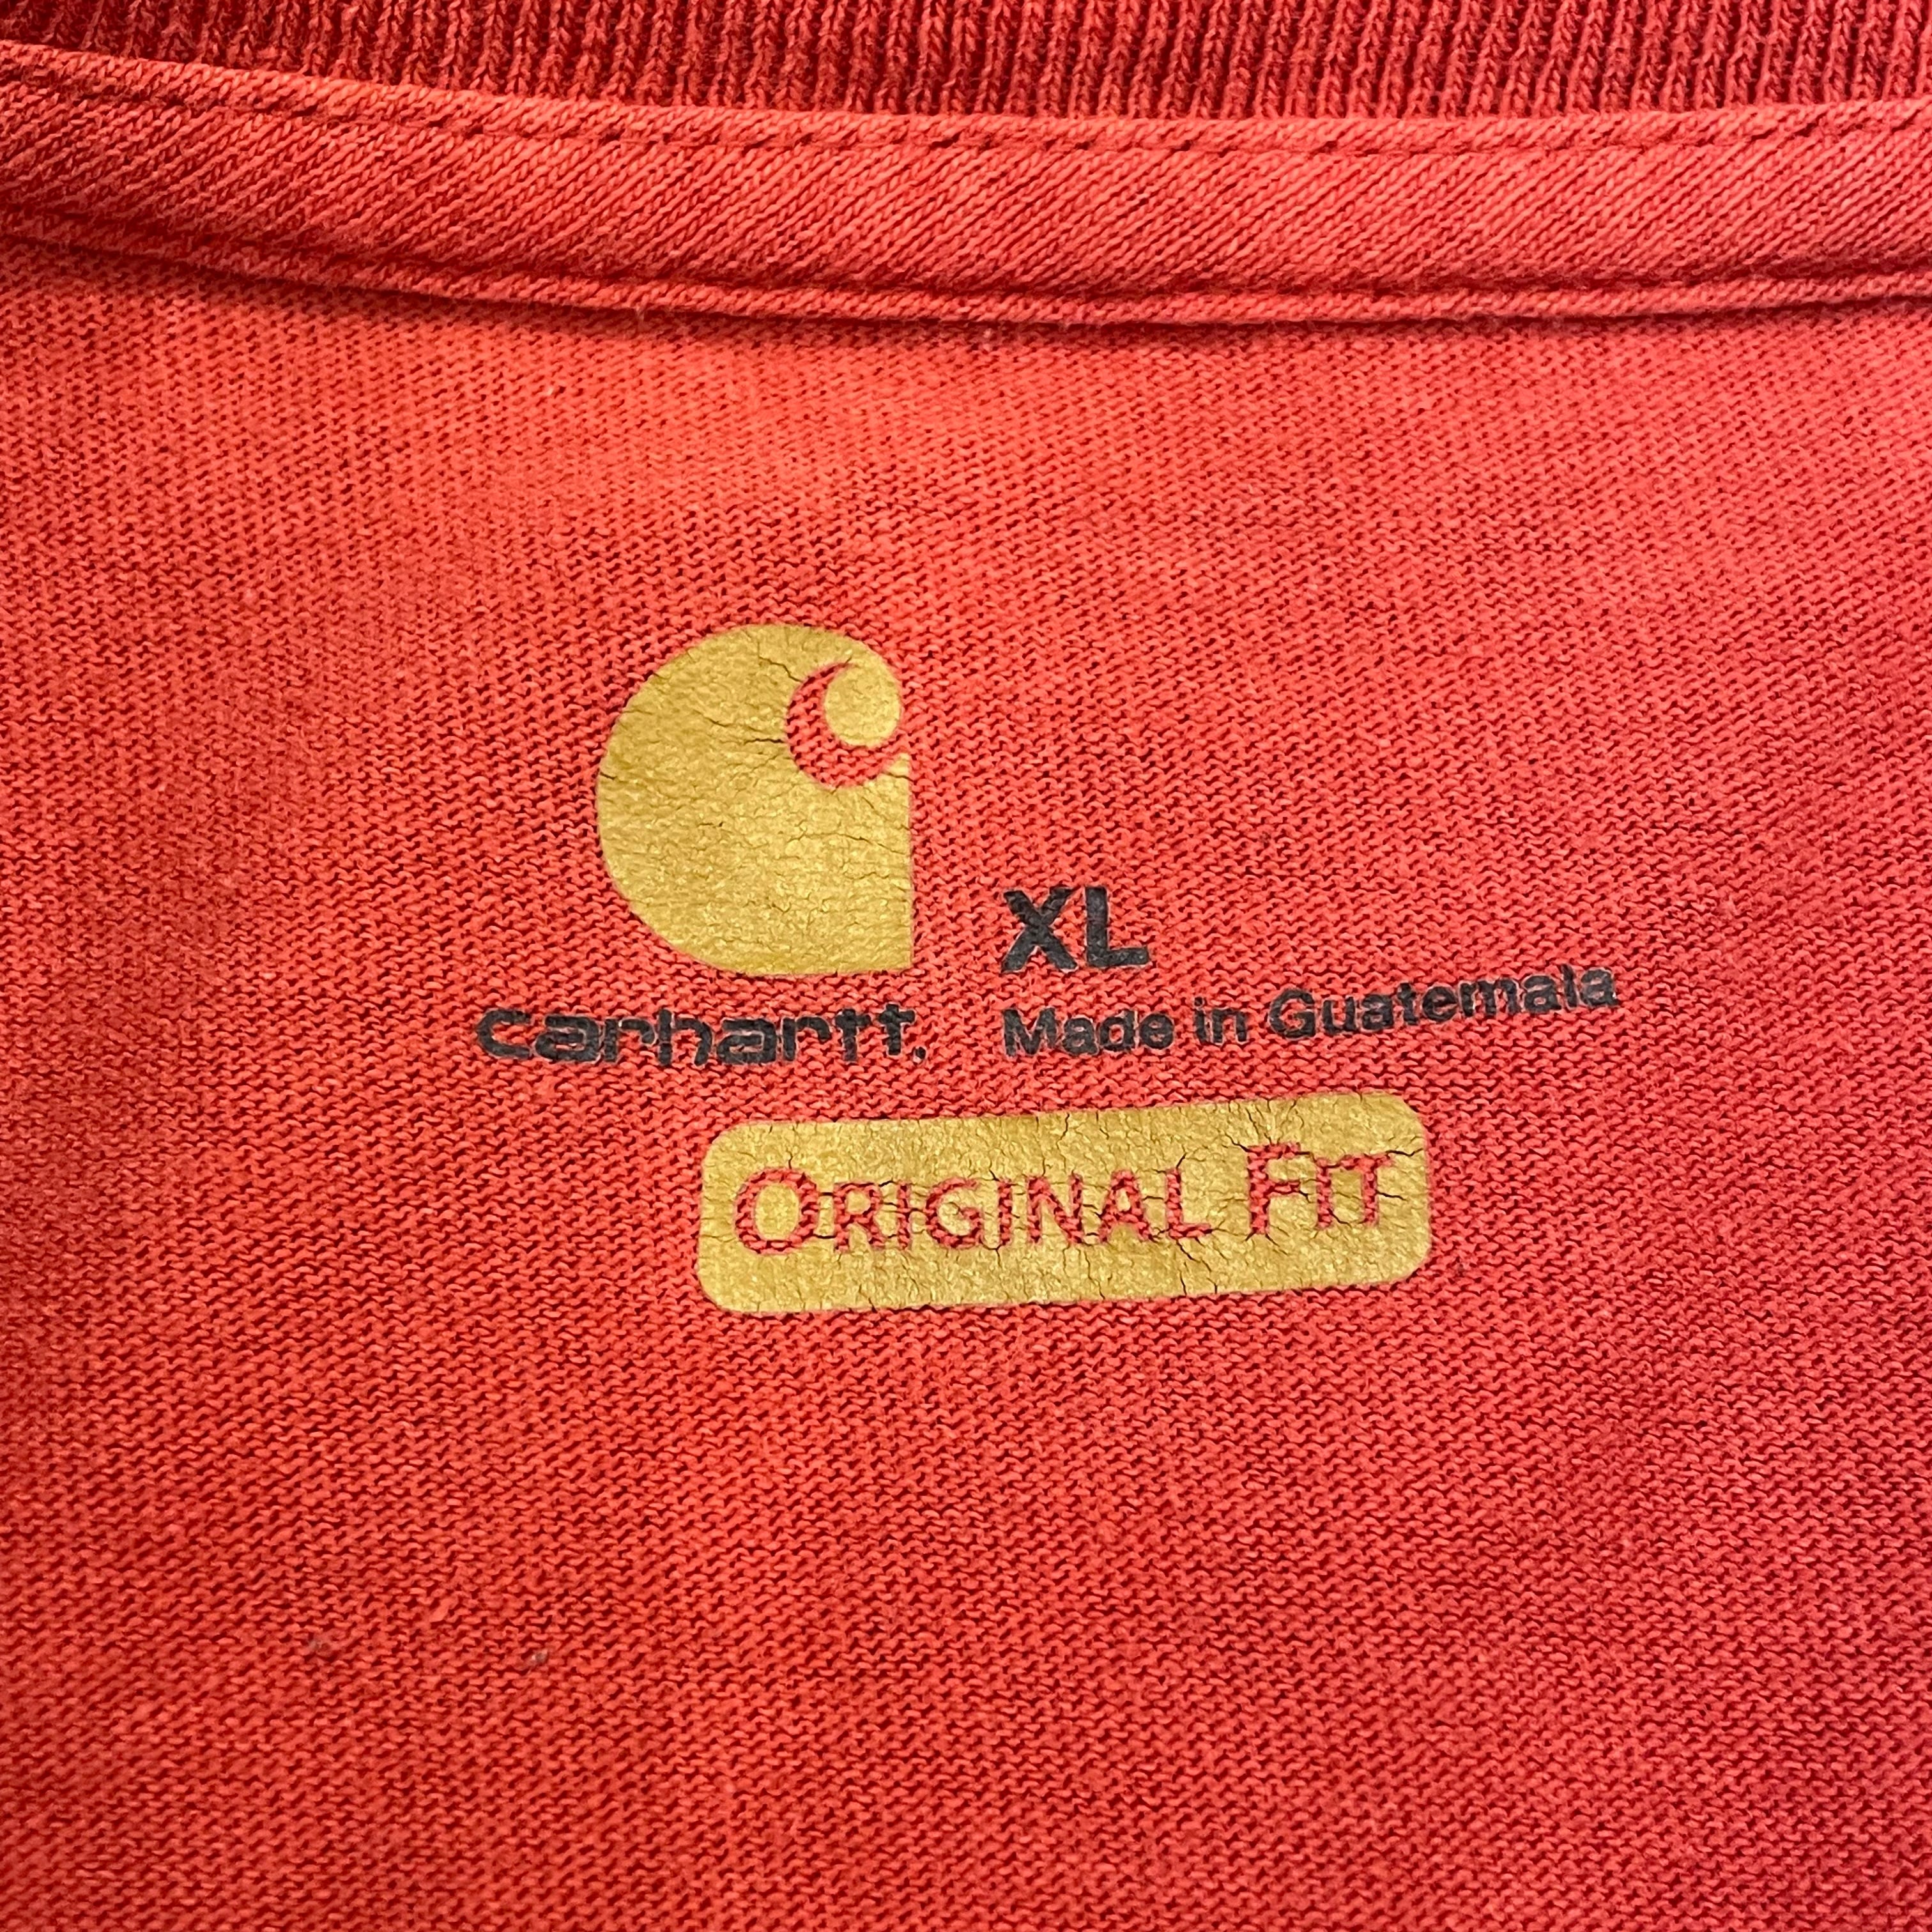 XL
carhartt.
Made in Guatemala
ORIGINAL FIT